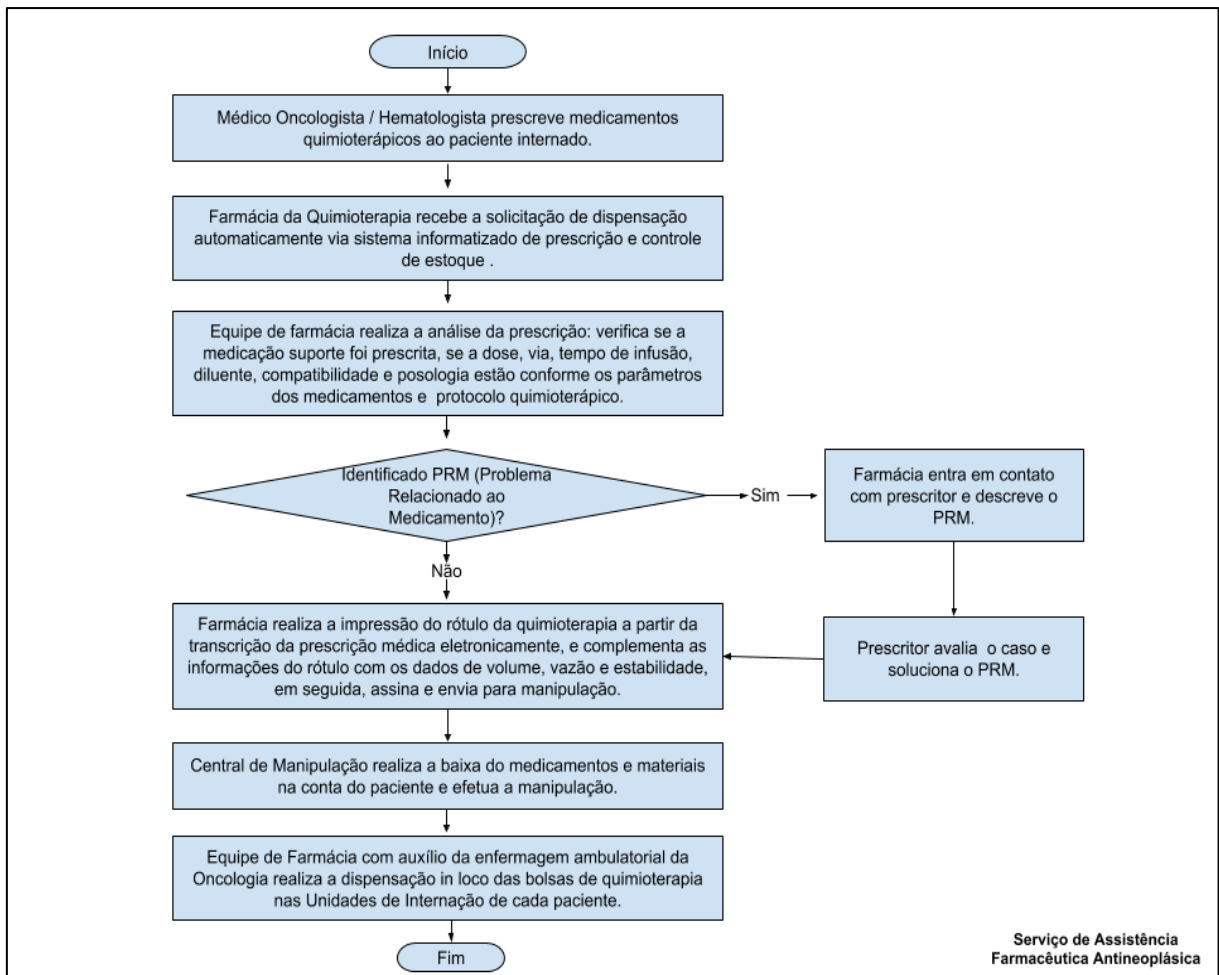 Início
Médico Oncologista / Hematologista prescreve medicamentos
quimioterápicos ao paciente internado.
Farmácia da Quimioterapia recebe a solicitação de dispensação
automaticamente via sistema informatizado de prescrição e controle
de estoque .
Equipe de farmácia realiza a análise da prescrição: verifica se a
medicação suporte foi prescrita, se a dose, via, tempo de infusão,
diluente, compatibilidade e posologia estão conforme os parâmetros
dos medicamentos e protocolo quimioterápico.
Identificado PRM (Problema
Relacionado ao
Medicamento)?
Sim
Farmácia entra em contato
com prescritor e descreve o
PRM.
Prescritor avalia o caso e
soluciona o PRM.
Não
Farmácia realiza a impressão do rótulo da quimioterapia a partir da
transcrição da prescrição médica eletronicamente, e complementa as
informações do rótulo com os dados de volume, vazão e estabilidade,
em seguida, assina e envia para manipulação.
Central de Manipulação realiza a baixa do medicamentos e materiais
na conta do paciente e efetua a manipulação.
Equipe de Farmácia com auxílio da enfermagem ambulatorial da
Oncologia realiza a dispensação in loco das bolsas de quimioterapia
nas Unidades de Internação de cada paciente.
Fim
Serviço de Assistência
Farmacêutica Antineoplásica